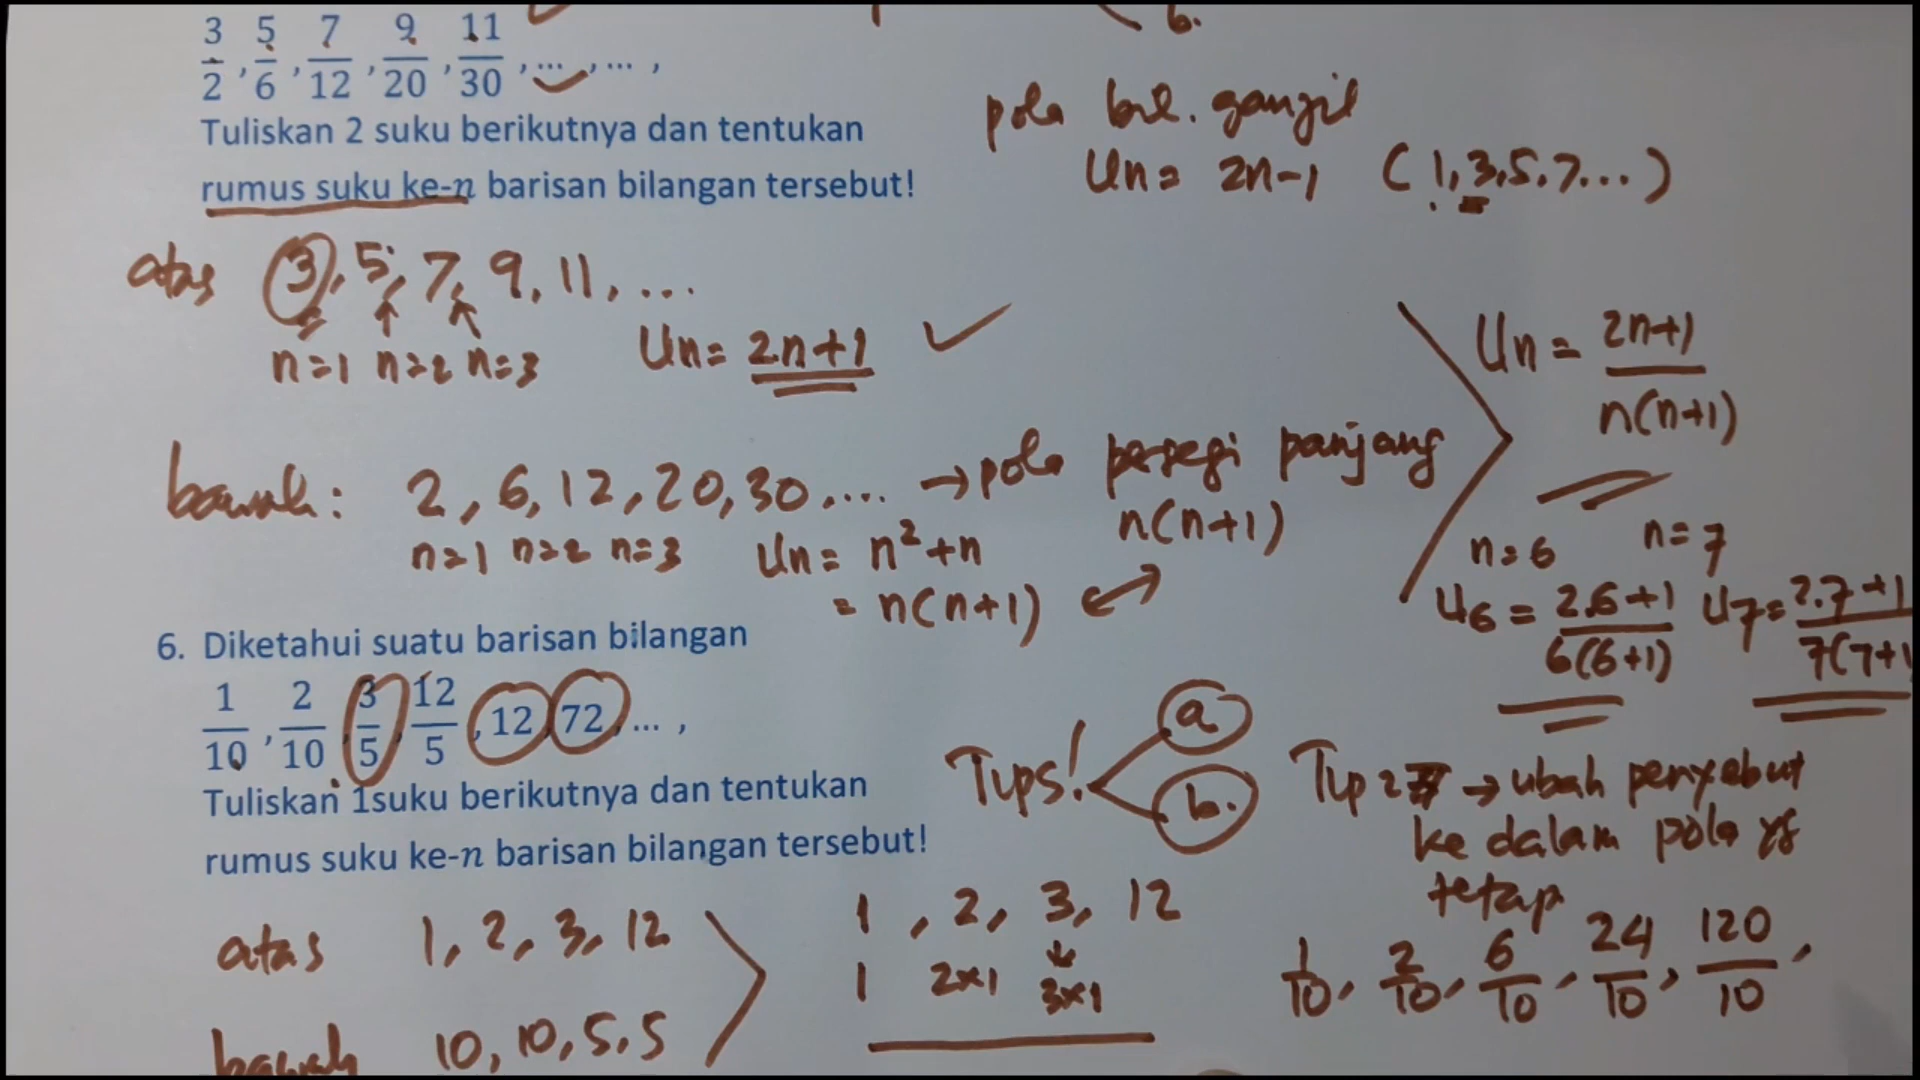 3/2, 5/6, 7/12, 9/20, 11/30, ..., ...,
b.
Tuliskan 2 suku berikutnya dan tentukan
rumus suku ke-n barisan bilangan tersebut!
pola bil. ganjil
Un = 2n-1 (1,3,5,7...)
atas 3, 5, 7, 9, 11, ...
n=1 n=2 n=3
Un = 2n+1 ✓
bawah: 2, 6, 12, 20, 30, ... → pola persegi panjang
n=1 n=2 n=3
n(n+1)
Un = n²+n
= n(n+1)
Un = 2n+1/n(n+1)
n=6
n=7
U6 = 2.6+1/6(6+1)
U7 = 2.7+1/7(7+1
6. Diketahui suatu barisan bilangan
1/10, 2/10, 3/5, 12/5, 12, 72, ...,
Tuliskan 1suku berikutnya dan tentukan
rumus suku ke-n barisan bilangan tersebut!
Tips!
a
b.
Tip 2 → ubah penyebut
ke dalam pola yg
tetap
atas 1, 2, 3, 12
bawah 10, 10, 5, 5
1, 2, 3, 12
1 2×1 3×1
1/10, 2/10, 6/10, 24/10, 120/10,